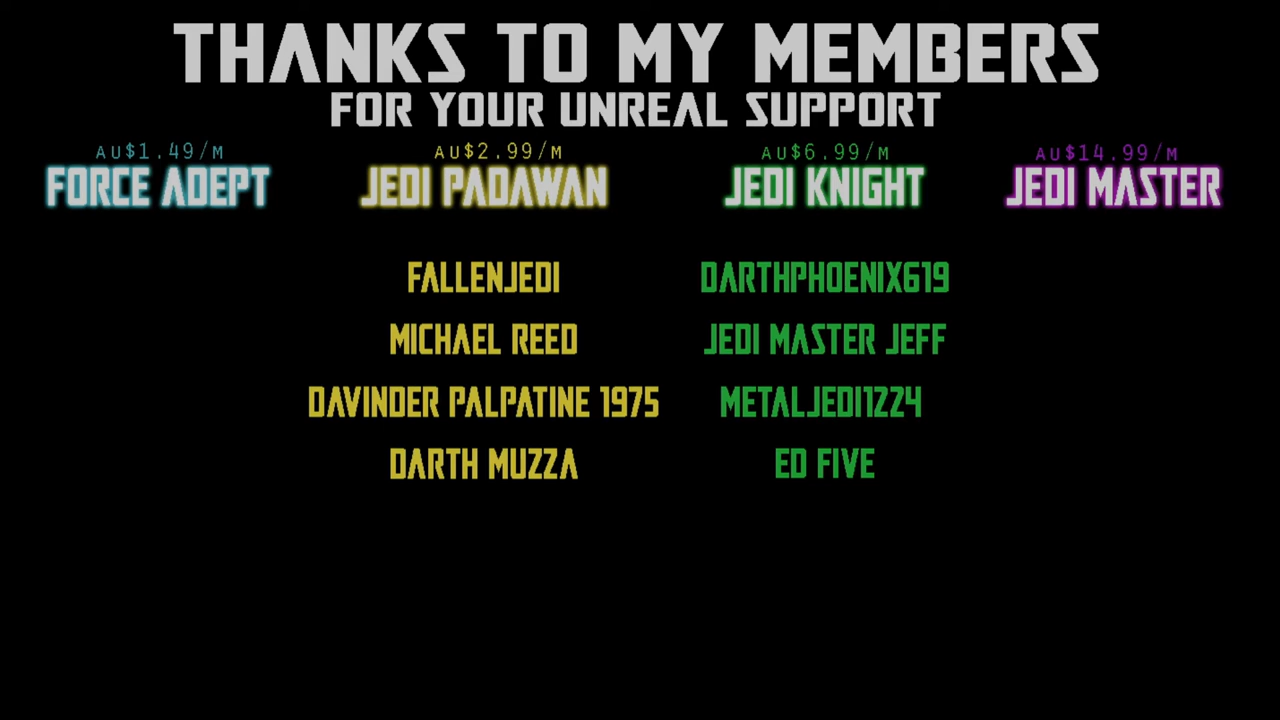 THANKS TO MY MEMBERS
FOR YOUR UNREAL SUPPORT
AU$1.49/M AU$2.99/M AU$6.99/M AU$14.99/M
FORCE ADEPT JEDI PADAWAN JEDI KNIGHT JEDI MASTER
FALLENJEDI DARTHPHOENIX619
MICHAEL REED JEDI MASTER JEFF
DAVINDER PALPATINE 1975 METALJEDI1224
DARTH MUZZA ED FIVE